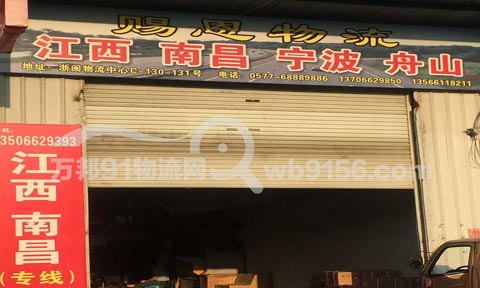 赐恩物流
江西 南昌 宁波 舟山
地址:浙闽物流中心C-130-131号 电话:0577-68889886 13706629850 13566118211
手机:
13506629393
江西南昌
(专线)
万邦91物流网 wb9156.com